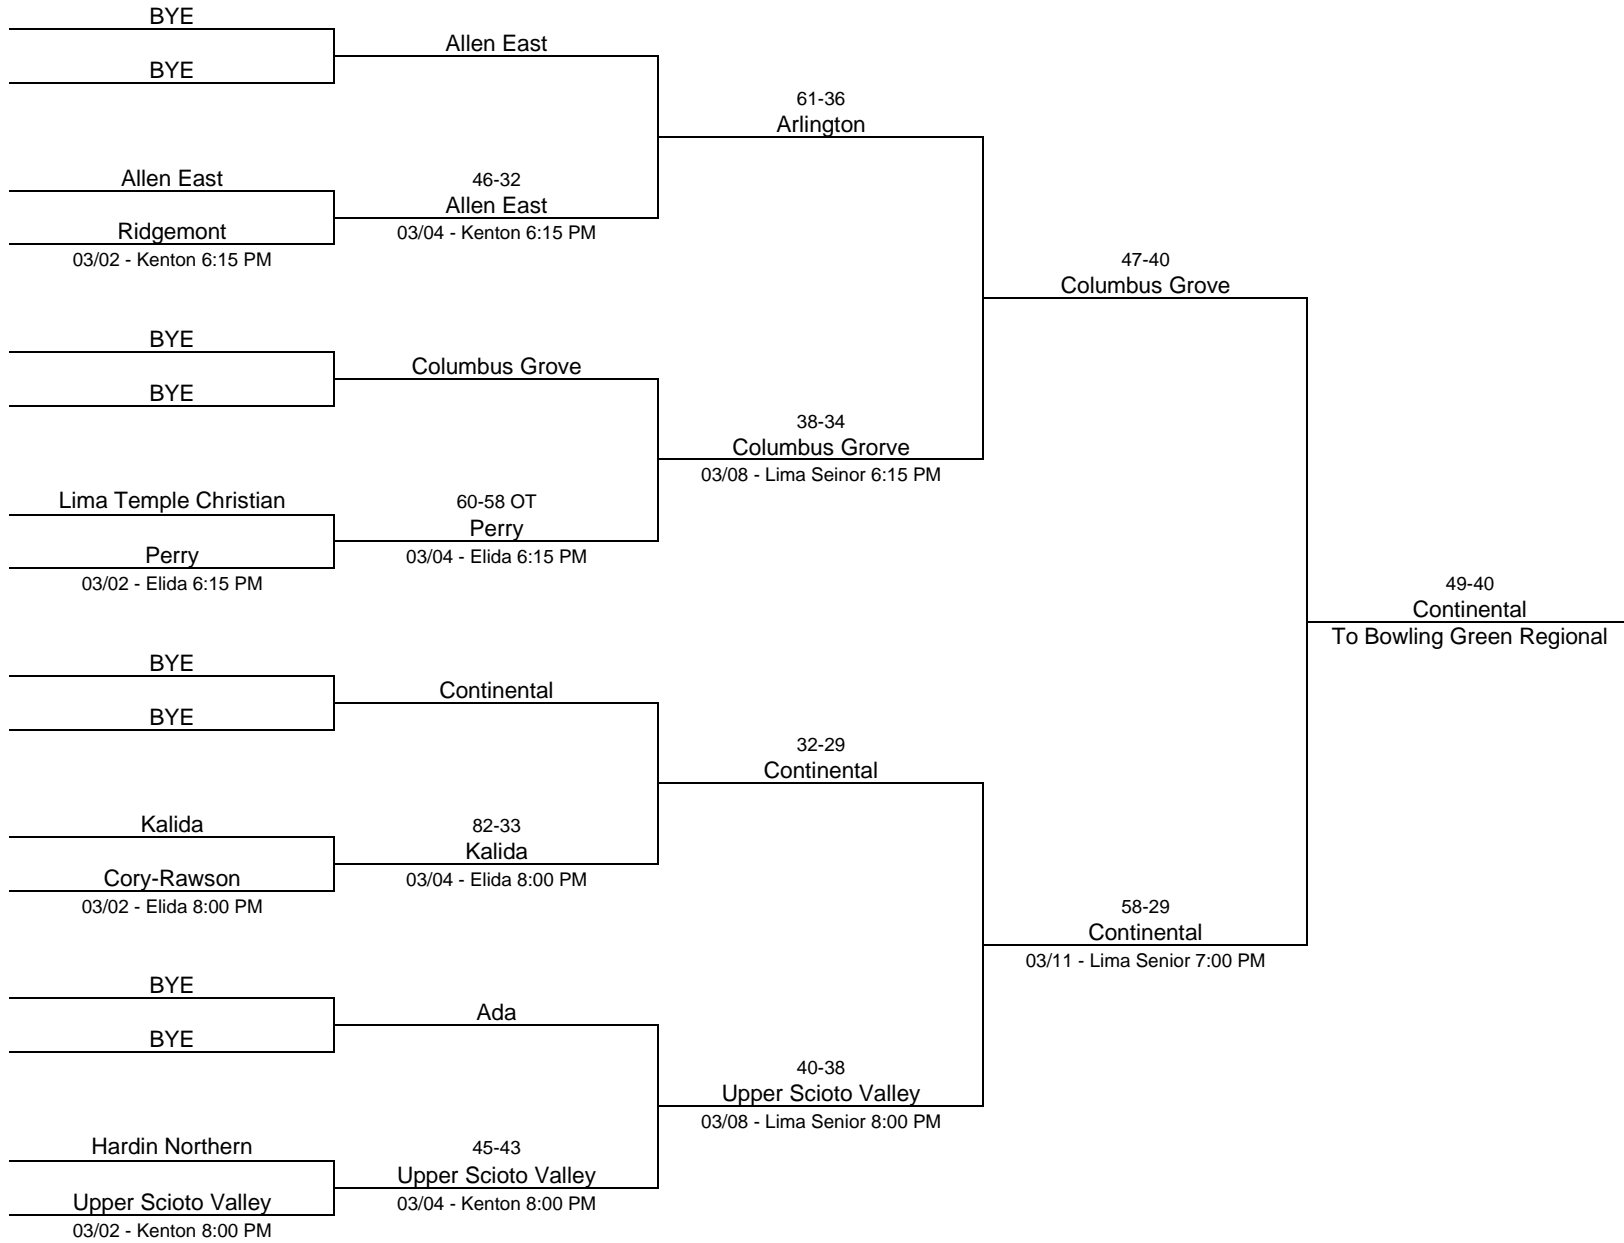 BYE
Allen East
BYE
61-36
Arlington
Allen East
46-32
Allen East
Ridgemont
03/04 - Kenton 6:15 PM
03/02 - Kenton 6:15 PM
47-40
Columbus Grove
BYE
Columbus Grove
BYE
38-34
Columbus Grorve
03/08 - Lima Seinor 6:15 PM
Lima Temple Christian
60-58 OT
Perry
Perry
03/04 - Elida 6:15 PM
03/02 - Elida 6:15 PM
49-40
Continental
To Bowling Green Regional
BYE
Continental
BYE
32-29
Continental
Kalida
82-33
Kalida
Cory-Rawson
03/04 - Elida 8:00 PM
03/02 - Elida 8:00 PM
58-29
Continental
03/11 - Lima Senior 7:00 PM
BYE
Ada
BYE
40-38
Upper Scioto Valley
03/08 - Lima Senior 8:00 PM
Hardin Northern
45-43
Upper Scioto Valley
Upper Scioto Valley
03/04 - Kenton 8:00 PM
03/02 - Kenton 8:00 PM